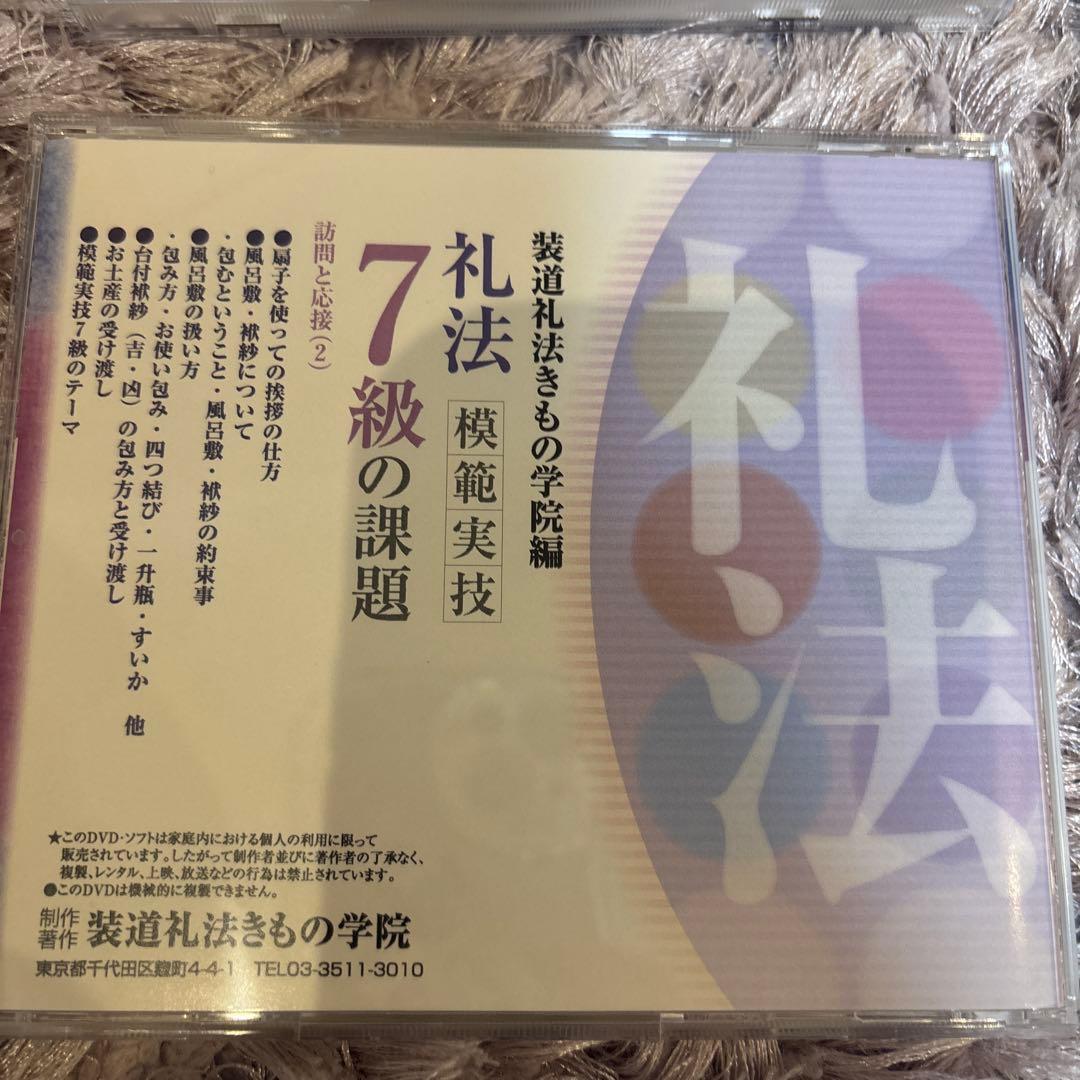 礼法
装道礼法きもの学院編
礼法 模範実技
7級の課題
訪問と応接(2)
●扇子を使っての挨拶の仕方
●風呂敷・袱紗について
・包むということ・風呂敷・袱紗の約束事
●風呂敷の扱い方
・包み方・お使い包み・四つ結び・一升瓶・すいか 他
●台付袱紗(吉・凶)の包み方と受け渡し
●お土産の受け渡し
●模範実技7級のテーマ
★このDVD・ソフトは家庭内における個人の利用に限って
販売されています。したがって制作者並びに著作者の了承なく、
複製、レンタル、上映、放送などの行為は禁止されています。
●このDVDは機械的に複製できません。
制作
著作 装道礼法きもの学院
東京都千代田区麹町4-4-1 TEL03-3511-3010